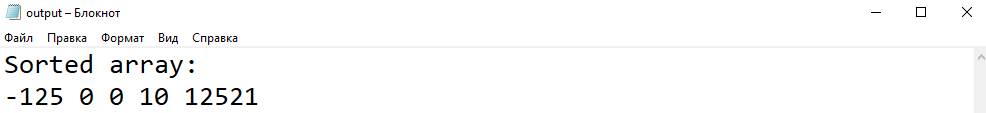 output – Блокнот
Файл Правка Формат Вид Справка
Sorted array:
-125 0 0 10 12521